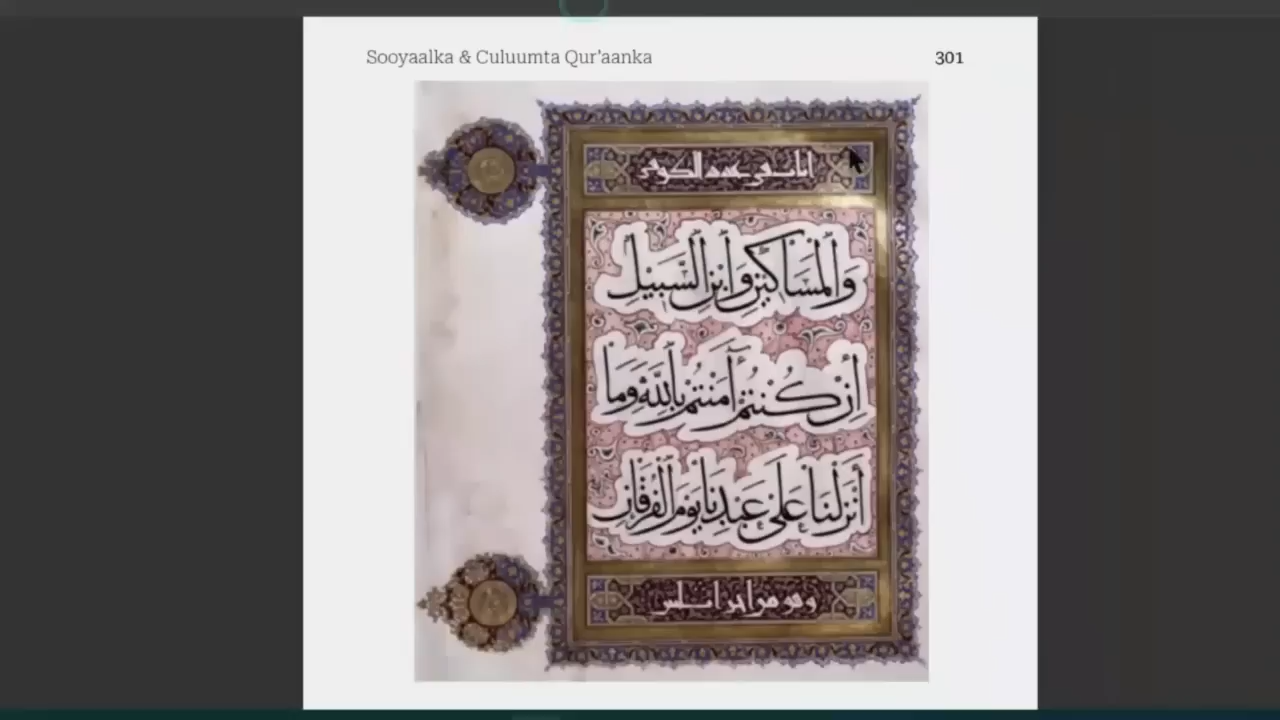 Sooyaalka & Culuumta Qur'aanka 301
وَالْمَسَاكِينِ وَابْنِ السَّبِيلِ
إِنْ كُنْتُمْ آمَنْتُمْ بِاللَّهِ وَمَا
أَنْزَلْنَا عَلَى عَبْدِنَا يَوْمَ الْفُرْقَانِ